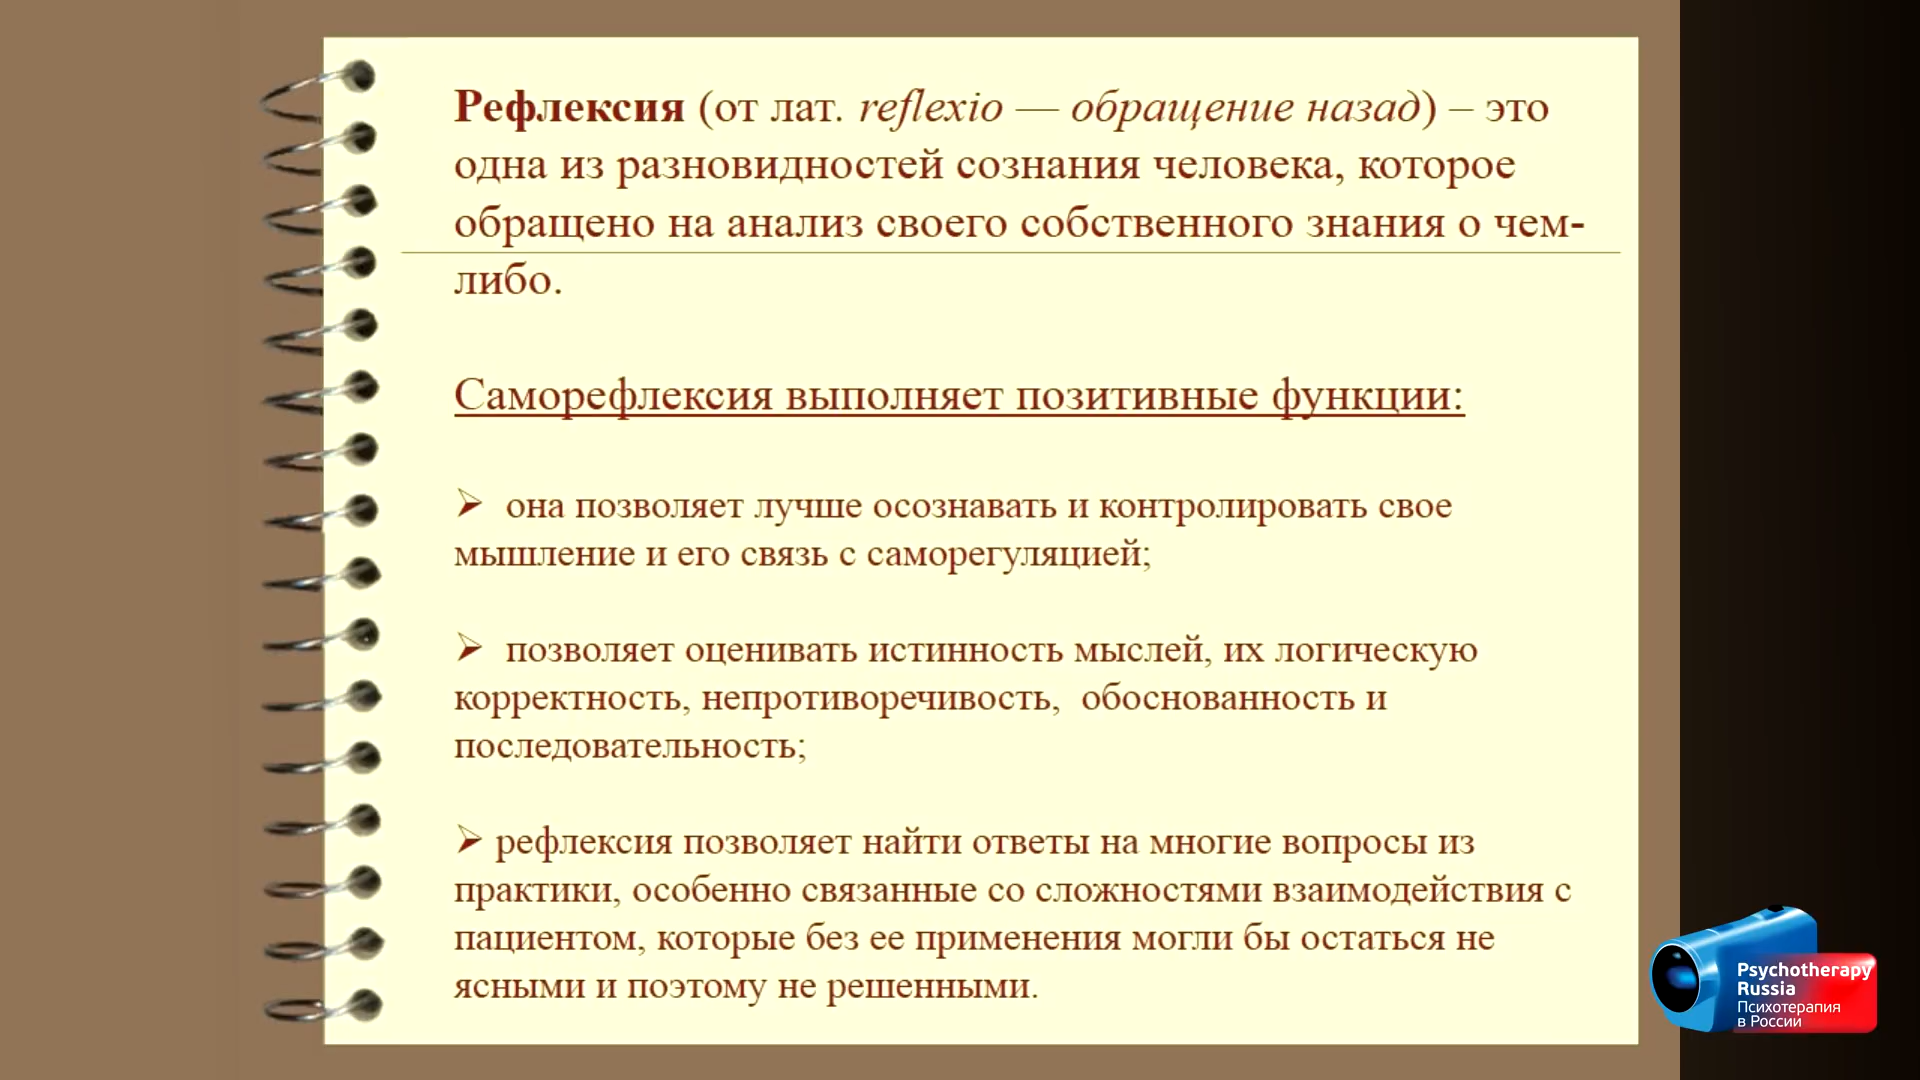 Рефлексия (от лат. reflexio — обращение назад) – это
одна из разновидностей сознания человека, которое
обращено на анализ своего собственного знания о чем-
либо.
Саморефлексия выполняет позитивные функции:
➢ она позволяет лучше осознавать и контролировать свое
мышление и его связь с саморегуляцией;
➢ позволяет оценивать истинность мыслей, их логическую
корректность, непротиворечивость, обоснованность и
последовательность;
➢ рефлексия позволяет найти ответы на многие вопросы из
практики, особенно связанные со сложностями взаимодействия с
пациентом, которые без ее применения могли бы остаться не
ясными и поэтому не решенными.
Psychotherapy
Russia
Психотерапия
в России